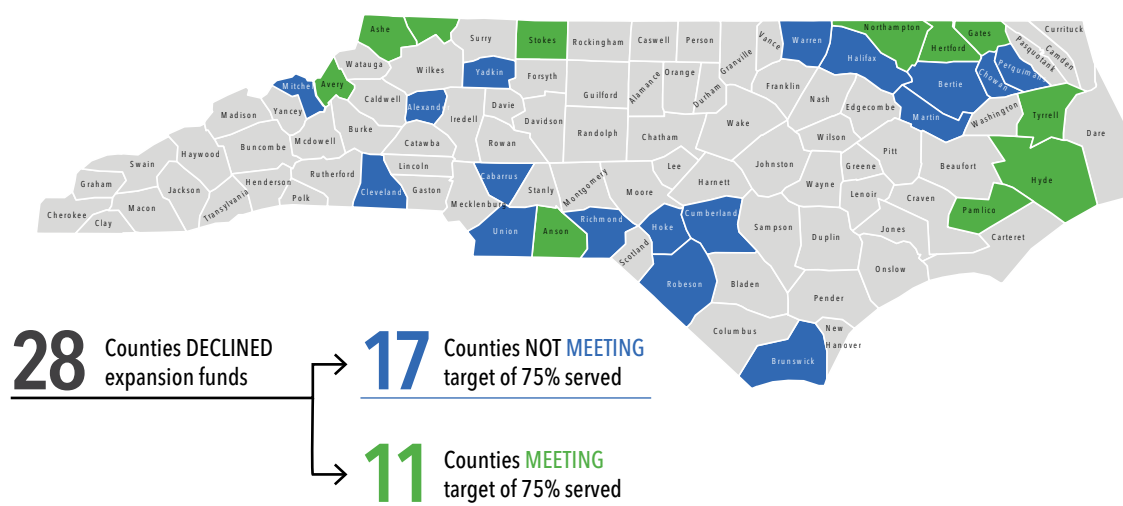 Ashe
Surry
Stokes
Rockingham
Caswell
Person
Vance
Warren
Northampton
Gates
Currituck
Camden
Pasquotank
Hertford
Halifax
Granville
Watauga
Wilkes
Yadkin
Forsyth
Orange
Alamance
Durham
Franklin
Bertie
Chowan
Perquiman
Mitchel
Avery
Caldwell
Alexande
Iredell
Davie
Guilford
Nash
Edgecombe
Martin
Washington
Tyrrell
Dare
Madison
Yancey
Burke
Davidson
Randolph
Chatham
Wake
Wilson
Pitt
Beaufort
Mcdowell
Buncombe
Haywood
Swain
Catawba
Rowan
Lincoln
Rutherford
Cleveland
Gaston
Cabarrus
Stanly
Montgomery
Moore
Lee
Harnett
Johnston
Wayne
Greene
Lenoir
Craven
Hyde
Pamlico
Carteret
Graham
Jackson
Henderson
Transylvania
Polk
Cherokee
Clay
Macon
Mecklenburg
Union
Anson
Richmond
Scotland
Hoke
Cumberland
Sampson
Duplin
Jones
Onslow
Robeson
Bladen
Pender
Columbus
New
Hanover
Brunswick
28
Counties DECLINED
expansion funds
17
Counties NOT MEETING
target of 75% served
11
Counties MEETING
target of 75% served